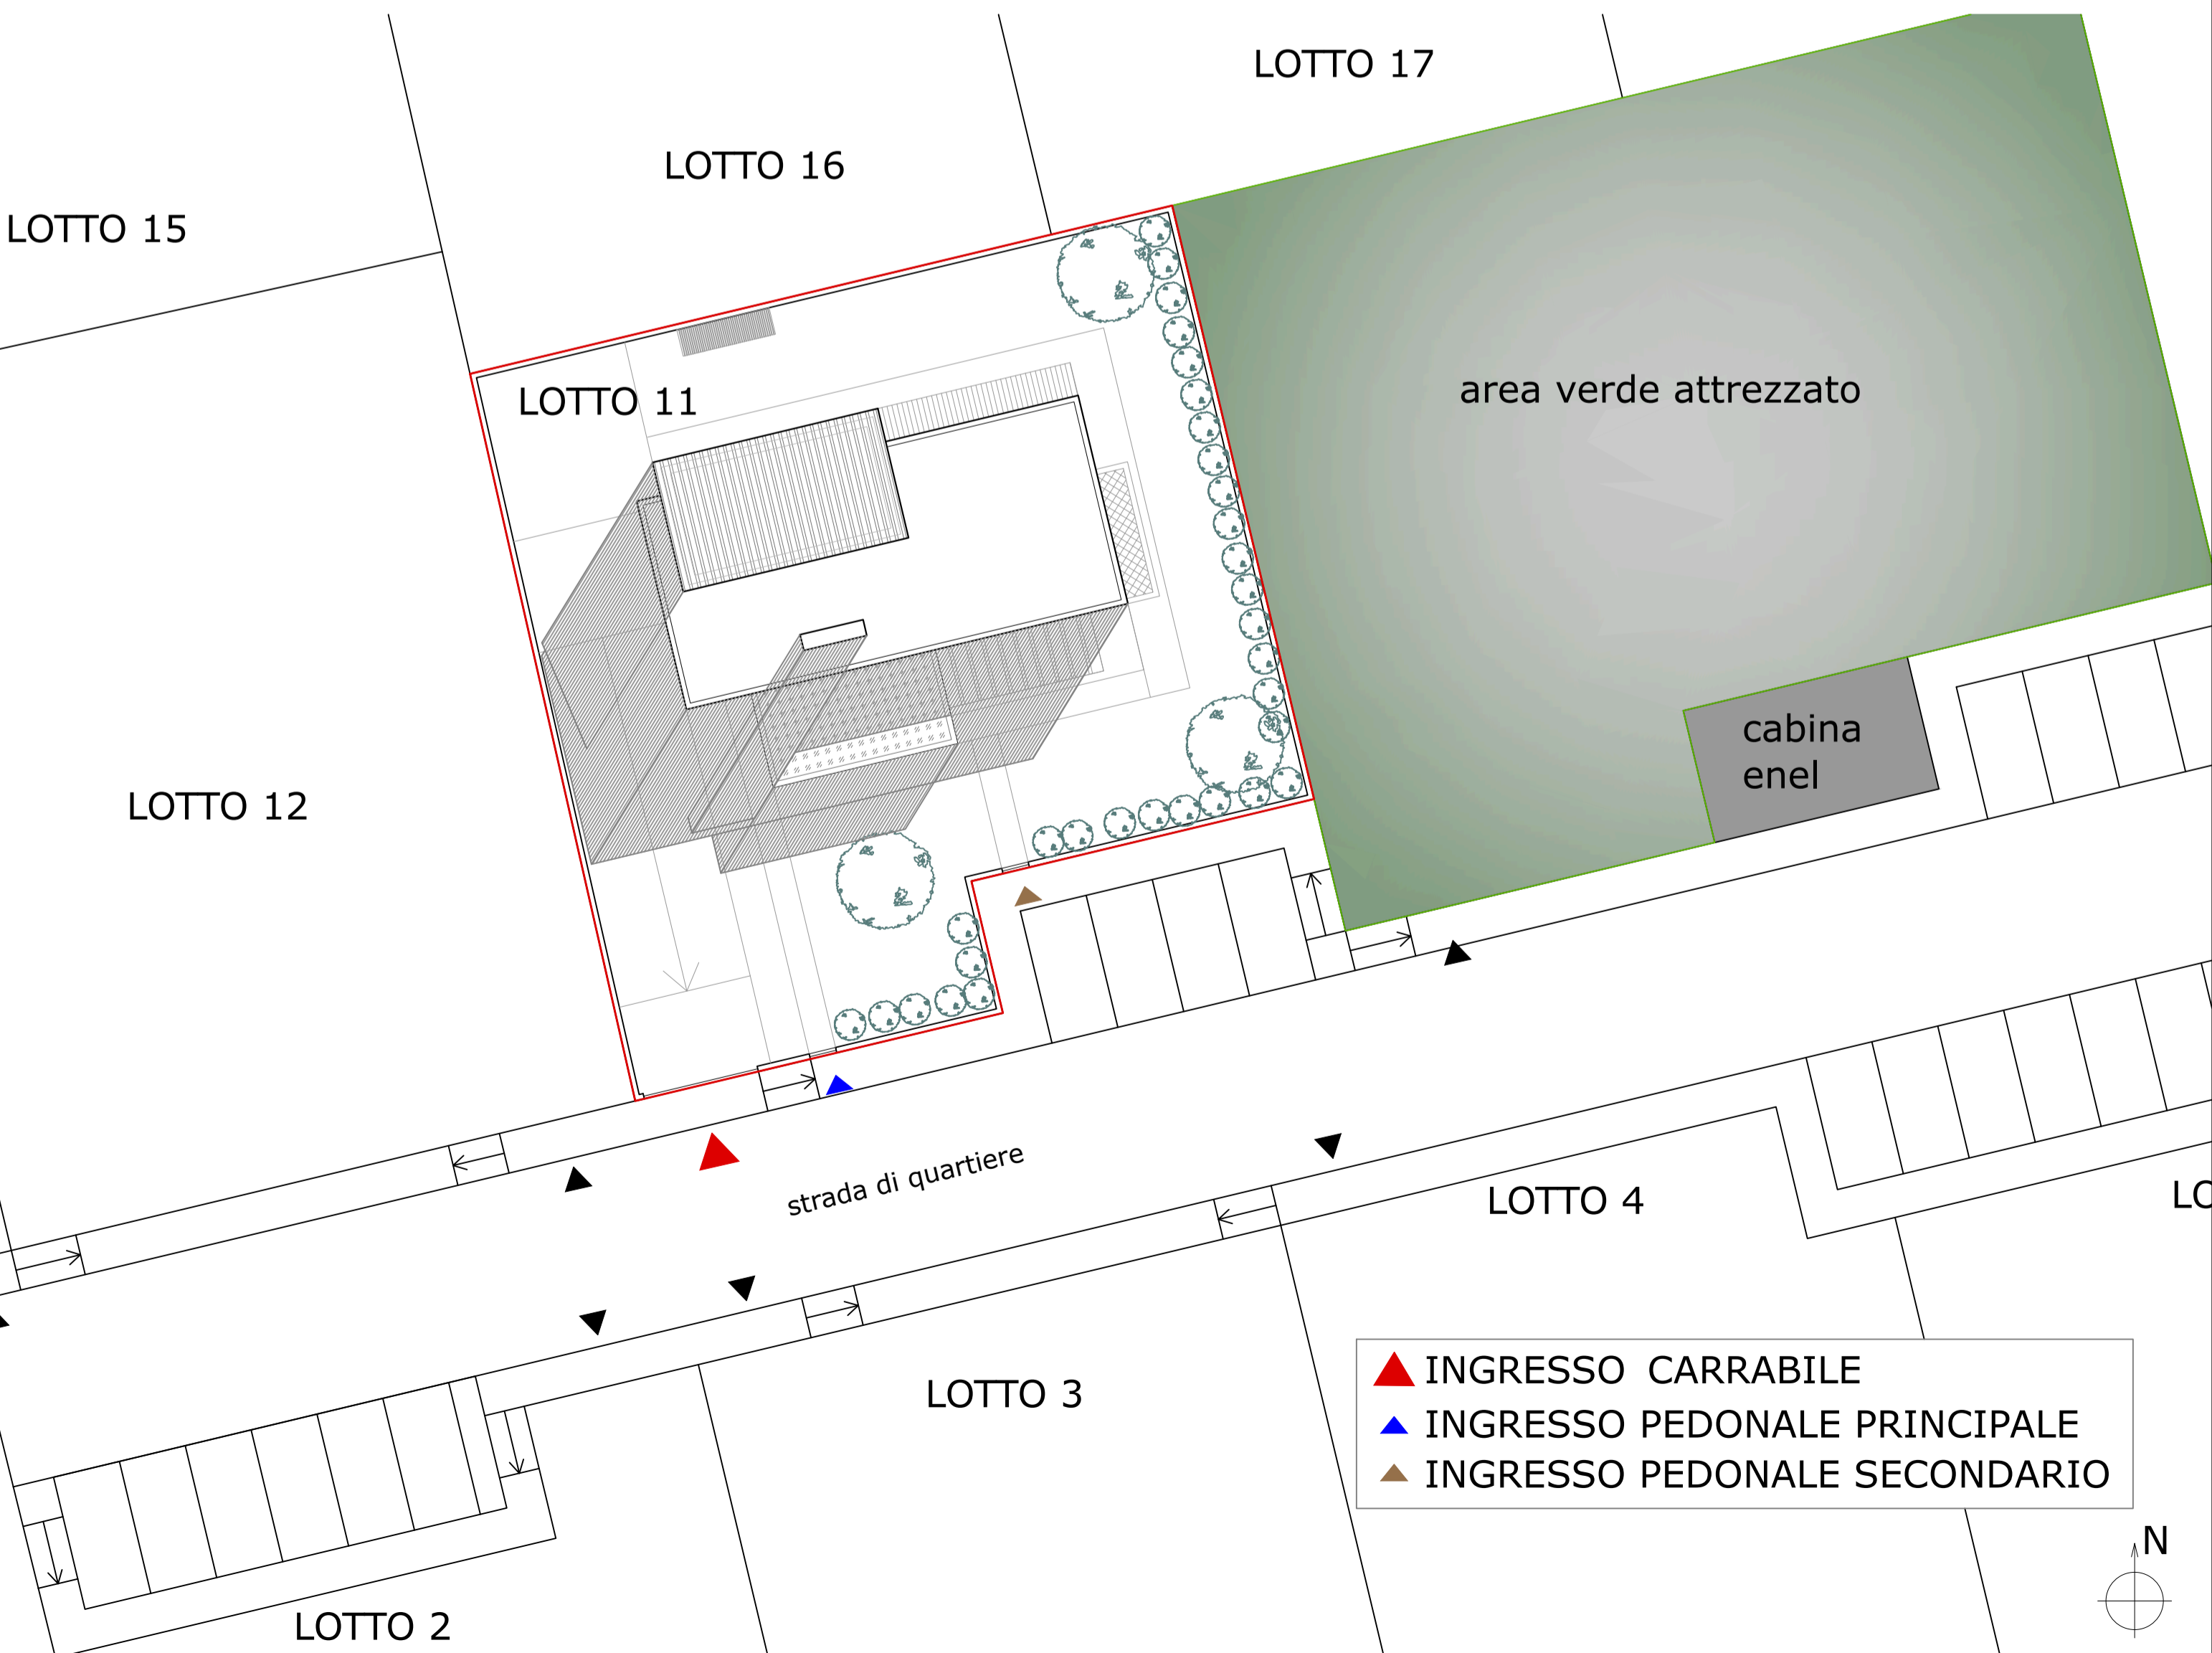 LOTTO 17
LOTTO 16
LOTTO 15
area verde attrezzato
LOTTO 11
cabina
enel
LOTTO 12
strada di quartiere
LOTTO 4
LO
LOTTO 3
INGRESSO CARRABILE
INGRESSO PEDONALE PRINCIPALE
INGRESSO PEDONALE SECONDARIO
N
LOTTO 2